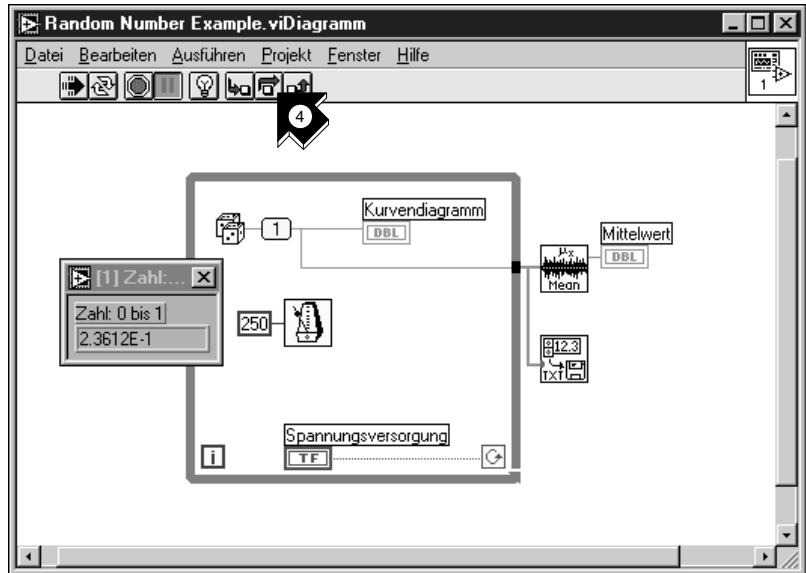 Random Number Example.viDiagramm
Datei Bearbeiten Ausführen Projekt Fenster Hilfe
1
4
Kurvendiagramm
1
DBL
Mittelwert
DBL
μx
Mean
[1] Zahl:...
Zahl: 0 bis 1
2.3612E-1
250
12.3
TXT
Spannungsversorgung
i
TF